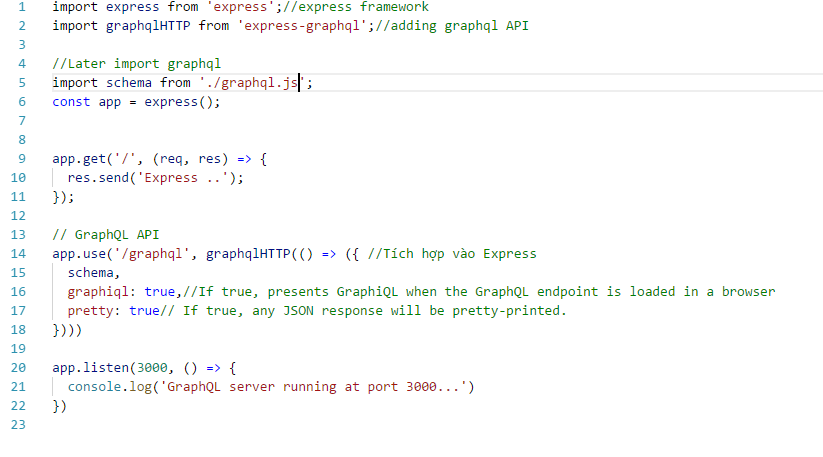 1 import express from 'express';//express framework
2 import graphqlHTTP from 'express-graphql';//adding graphql API
3
4 //Later import graphql
5 import schema from './graphql.js';
6 const app = express();
7
8
9 app.get('/', (req, res) => {
10   res.send('Express ..');
11 });
12
13 // GraphQL API
14 app.use('/graphql', graphqlHTTP(() => ({ //Tích hợp vào Express
15   schema,
16   graphiql: true,//If true, presents GraphiQL when the GraphQL endpoint is loaded in a browser
17   pretty: true// If true, any JSON response will be pretty-printed.
18 })))
19
20 app.listen(3000, () => {
21   console.log('GraphQL server running at port 3000...')
22 })
23